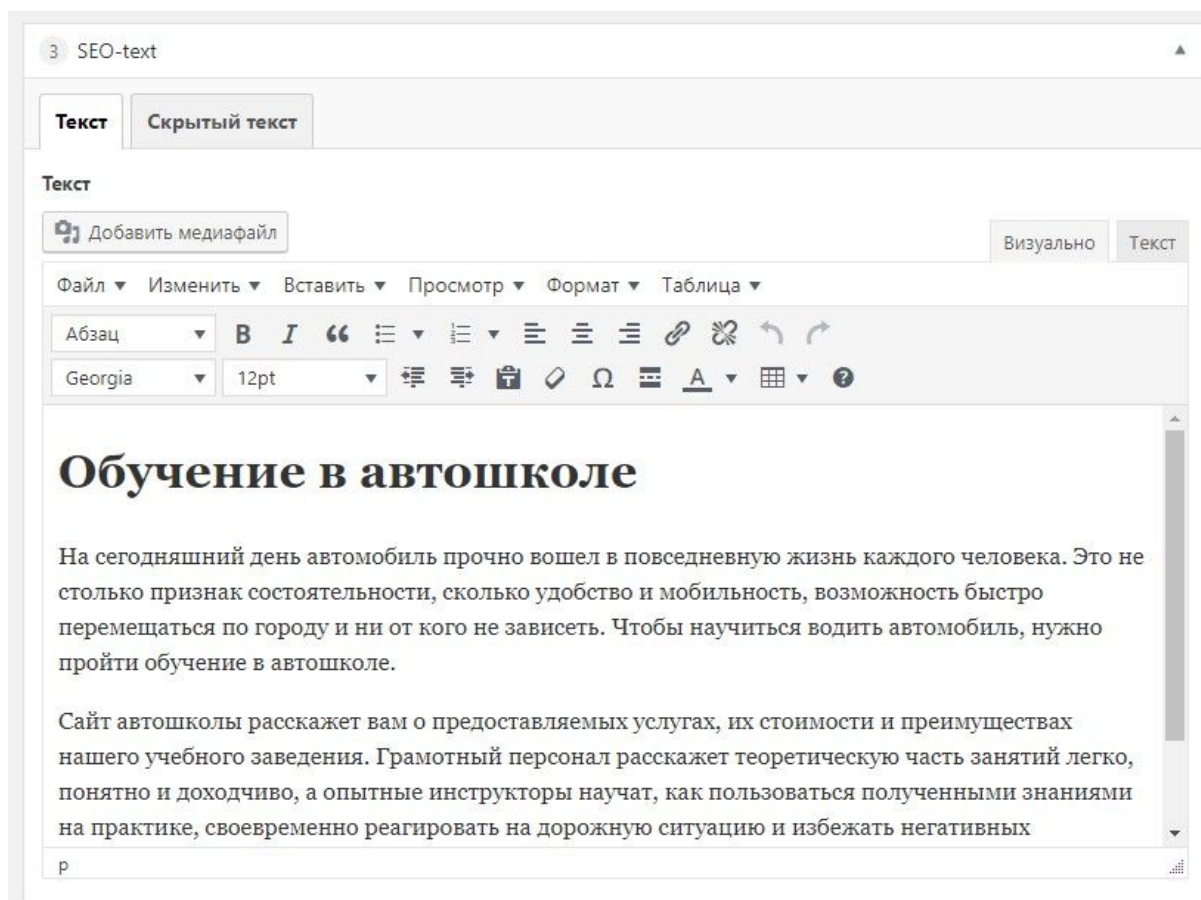 3 SEO-text
Текст Скрытый текст
Текст
Добавить медиафайл
Визуально Текст
Файл Изменить Вставить Просмотр Формат Таблица
Абзац B I
Georgia 12pt Ω A
Обучение в автошколе
На сегодняшний день автомобиль прочно вошел в повседневную жизнь каждого человека. Это не
столько признак состоятельности, сколько удобство и мобильность, возможность быстро
перемещаться по городу и ни от кого не зависеть. Чтобы научиться водить автомобиль, нужно
пройти обучение в автошколе.
Сайт автошколы расскажет вам о предоставляемых услугах, их стоимости и преимуществах
нашего учебного заведения. Грамотный персонал расскажет теоретическую часть занятий легко,
понятно и доходчиво, а опытные инструкторы научат, как пользоваться полученными знаниями
на практике, своевременно реагировать на дорожную ситуацию и избежать негативных
p